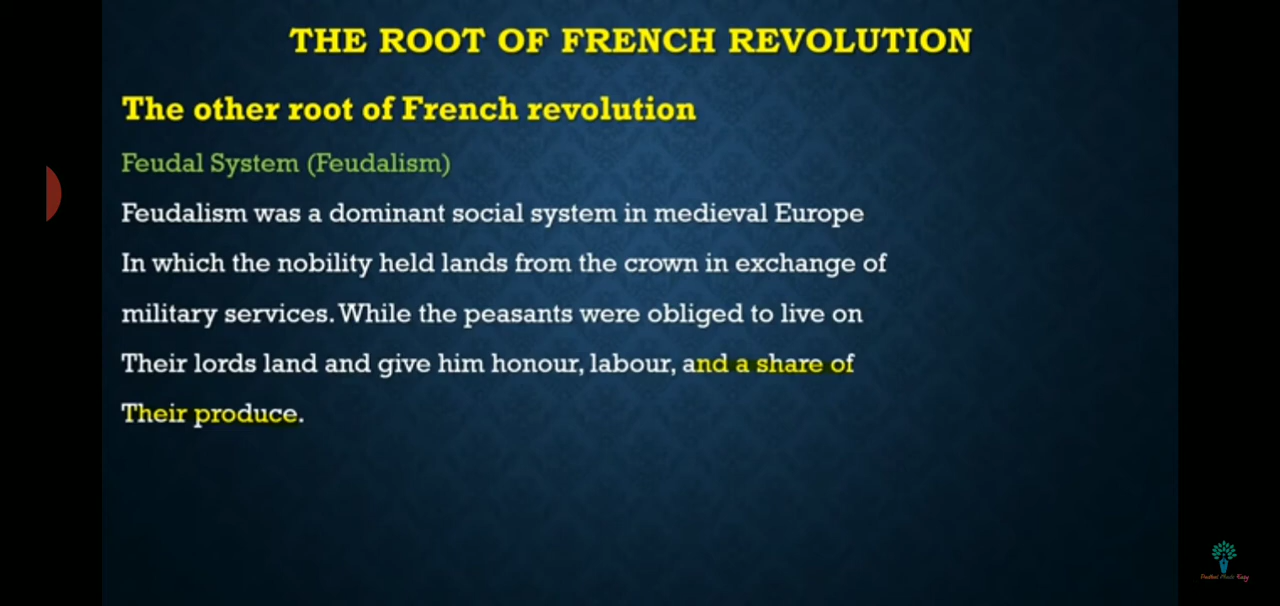 THE ROOT OF FRENCH REVOLUTION
The other root of French revolution
Feudal System (Feudalism)
Feudalism was a dominant social system in medieval Europe
In which the nobility held lands from the crown in exchange of
military services. While the peasants were obliged to live on
Their lords land and give him honour, labour, and a share of
Their produce.
Made Easy